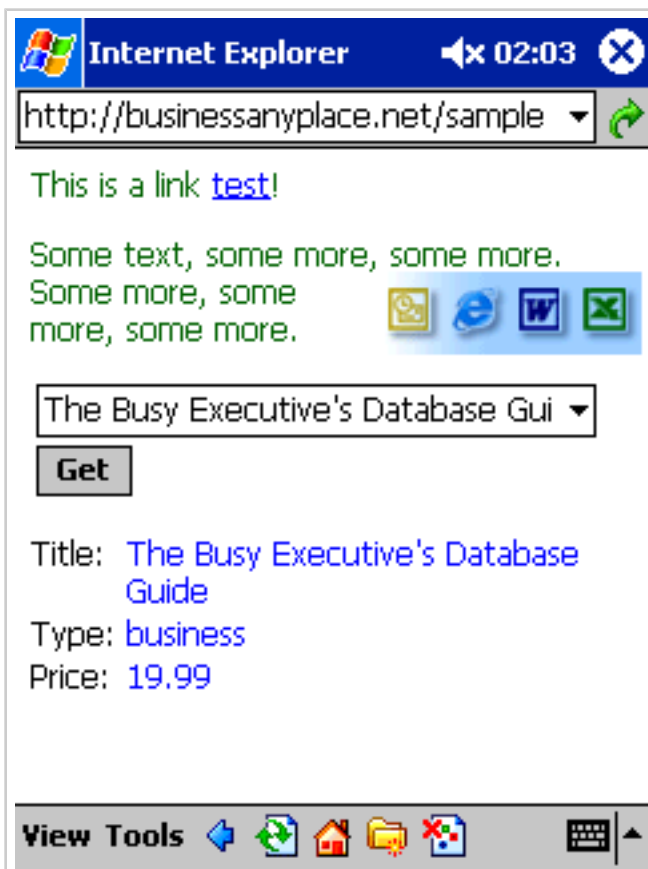 Internet Explorer 02:03
http://businessanyplace.net/sample
This is a link test!
Some text, some more, some more.
Some more, some
more, some more.
The Busy Executive's Database Gui
Get
Title: The Busy Executive's Database
Guide
Type: business
Price: 19.99
View Tools